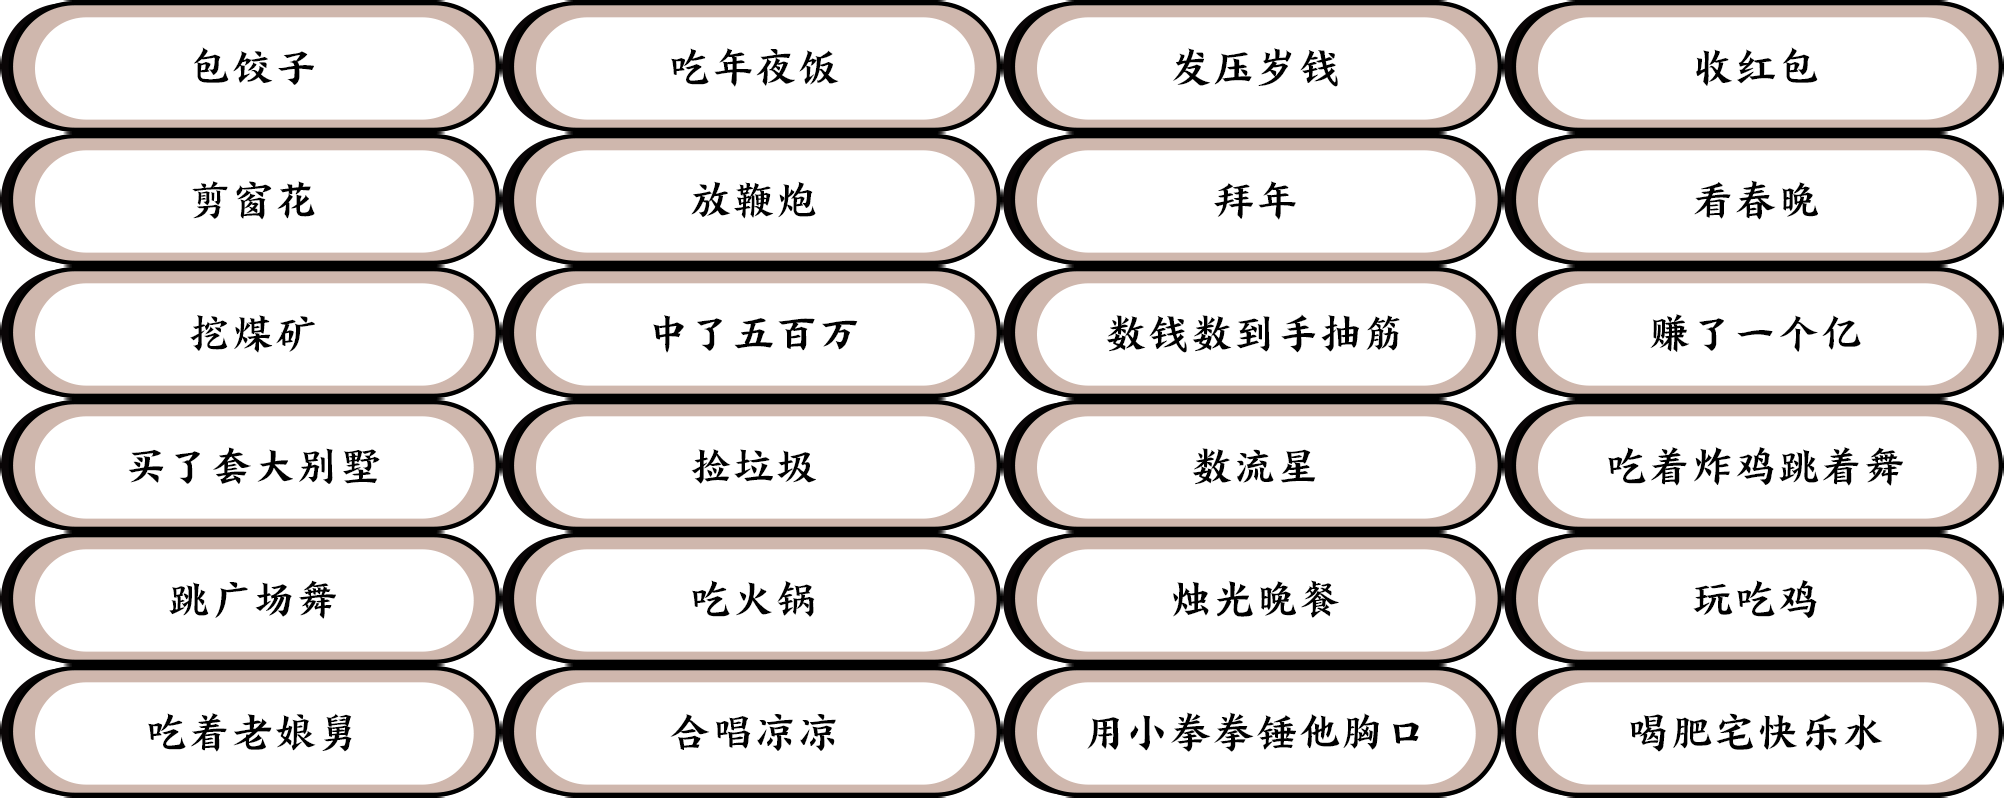 包饺子
吃年夜饭
发压岁钱
收红包
剪窗花
放鞭炮
拜年
看春晚
挖煤矿
中了五百万
数钱数到手抽筋
赚了一个亿
买了套大别墅
捡垃圾
数流星
吃着炸鸡跳着舞
跳广场舞
吃火锅
烛光晚餐
玩吃鸡
吃着老娘舅
合唱凉凉
用小拳拳锤他胸口
喝肥宅快乐水